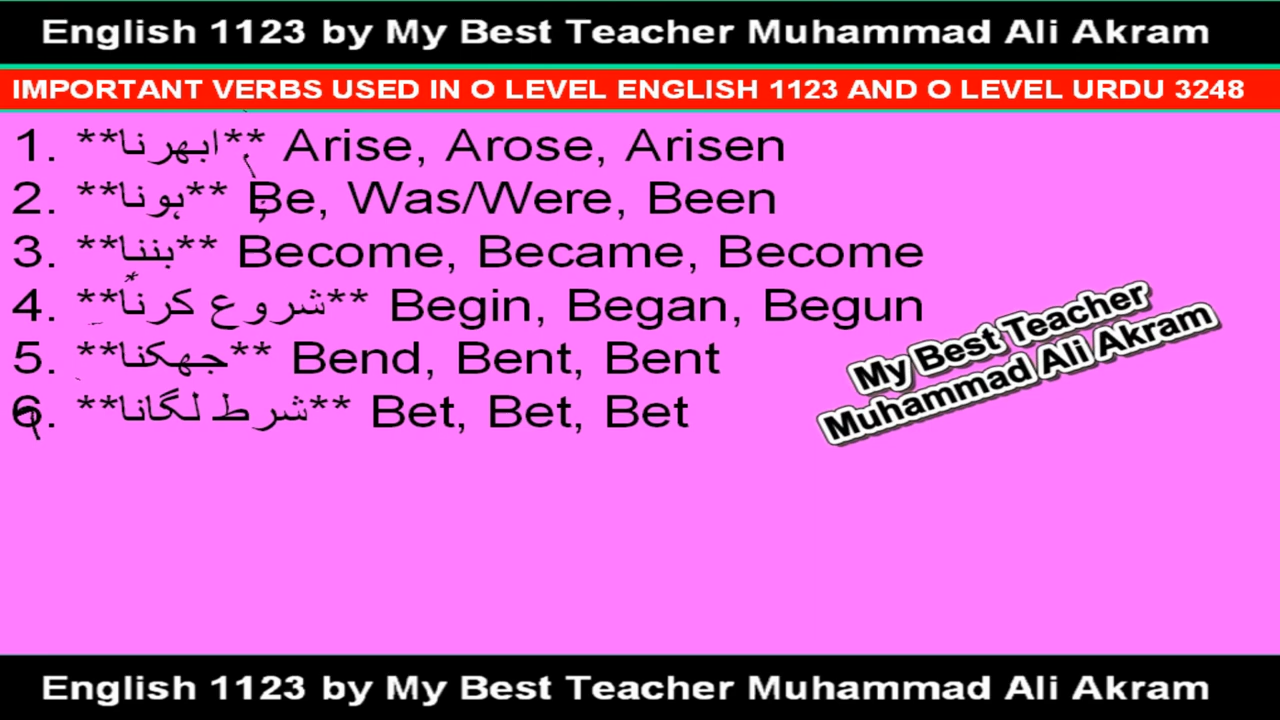 English 1123 by My Best Teacher Muhammad Ali Akram
IMPORTANT VERBS USED IN O LEVEL ENGLISH 1123 AND O LEVEL URDU 3248
1. **ابھرنا** Arise, Arose, Arisen
2. **ہونا** Be, Was/Were, Been
3. **بننا** Become, Became, Become
4. **شروع کرنا** Begin, Began, Begun
5. **جھکنا** Bend, Bent, Bent
6. **شرط لگانا** Bet, Bet, Bet
My Best Teacher
Muhammad Ali Akram
English 1123 by My Best Teacher Muhammad Ali Akram